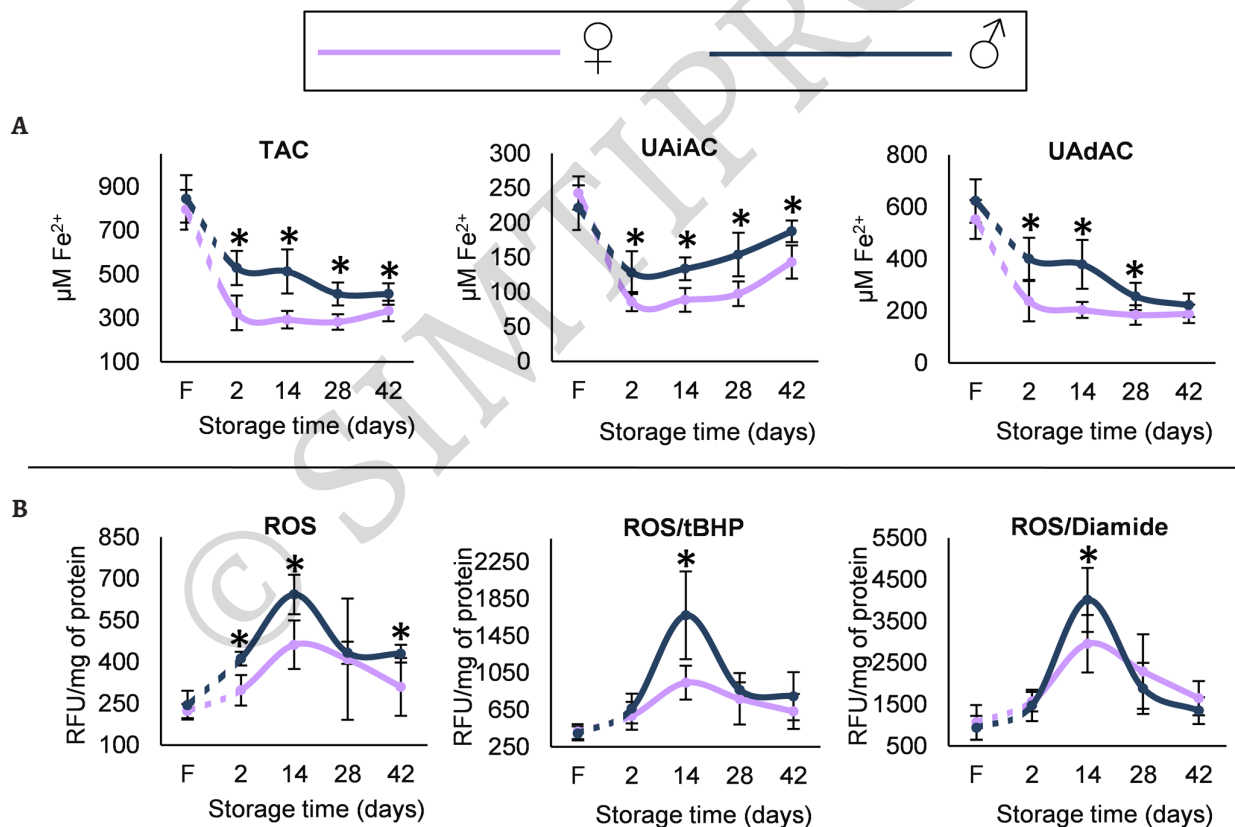 ♀ ♂
A
TAC
UAiAC
UAdAC
µM Fe²⁺
900
700
500
300
100
* * * *
F 2 14 28 42
Storage time (days)
µM Fe²⁺
300
250
200
150
100
50
0
* * * *
F 2 14 28 42
Storage time (days)
µM Fe²⁺
800
600
400
200
0
* * *
F 2 14 28 42
Storage time (days)
B
ROS
ROS/tBHP
ROS/Diamide
RFU/mg of protein
850
700
550
400
250
100
* * *
F 2 14 28 42
Storage time (days)
RFU/mg of protein
2250
1850
1450
1050
650
250
*
F 2 14 28 42
Storage time (days)
RFU/mg of protein
5500
4500
3500
2500
1500
500
*
F 2 14 28 42
Storage time (days)
© SIMTIPRO